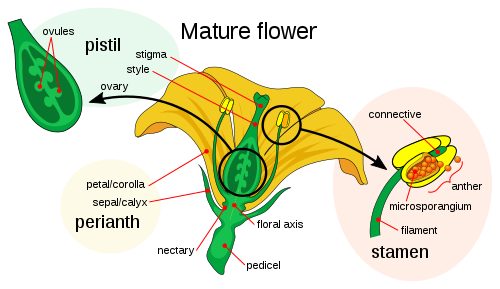 Mature flower
ovules
pistil
stigma
style
ovary
connective
petal/corolla
sepal/calyx
perianth
anther
microsporangium
floral axis
filament
nectary
stamen
pedicel